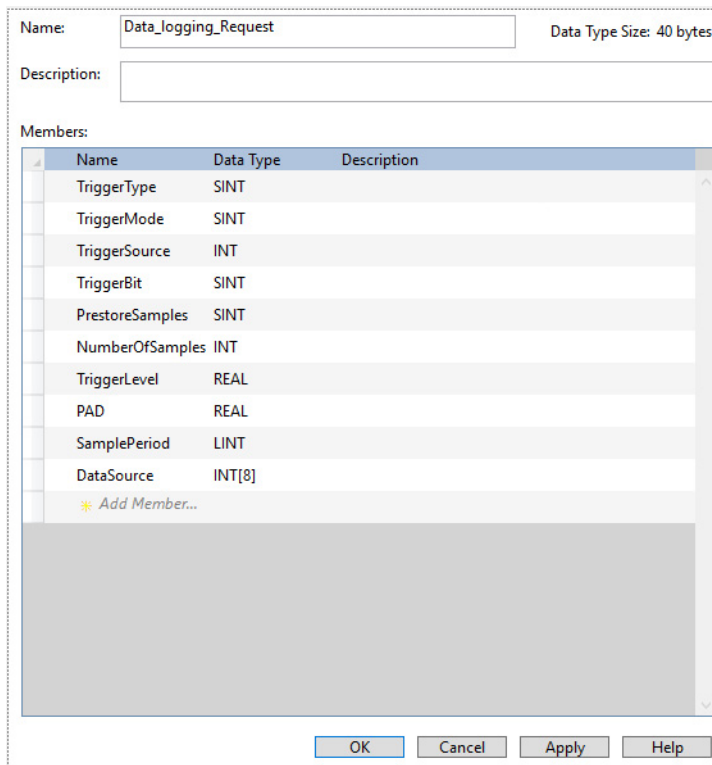 Name: Data_logging_Request Data Type Size: 40 bytes
Description:
Members:
Name Data Type Description
TriggerType SINT
TriggerMode SINT
TriggerSource INT
TriggerBit SINT
PrestoreSamples SINT
NumberOfSamples INT
TriggerLevel REAL
PAD REAL
SamplePeriod LINT
DataSource INT[8]
Add Member...
OK Cancel Apply Help